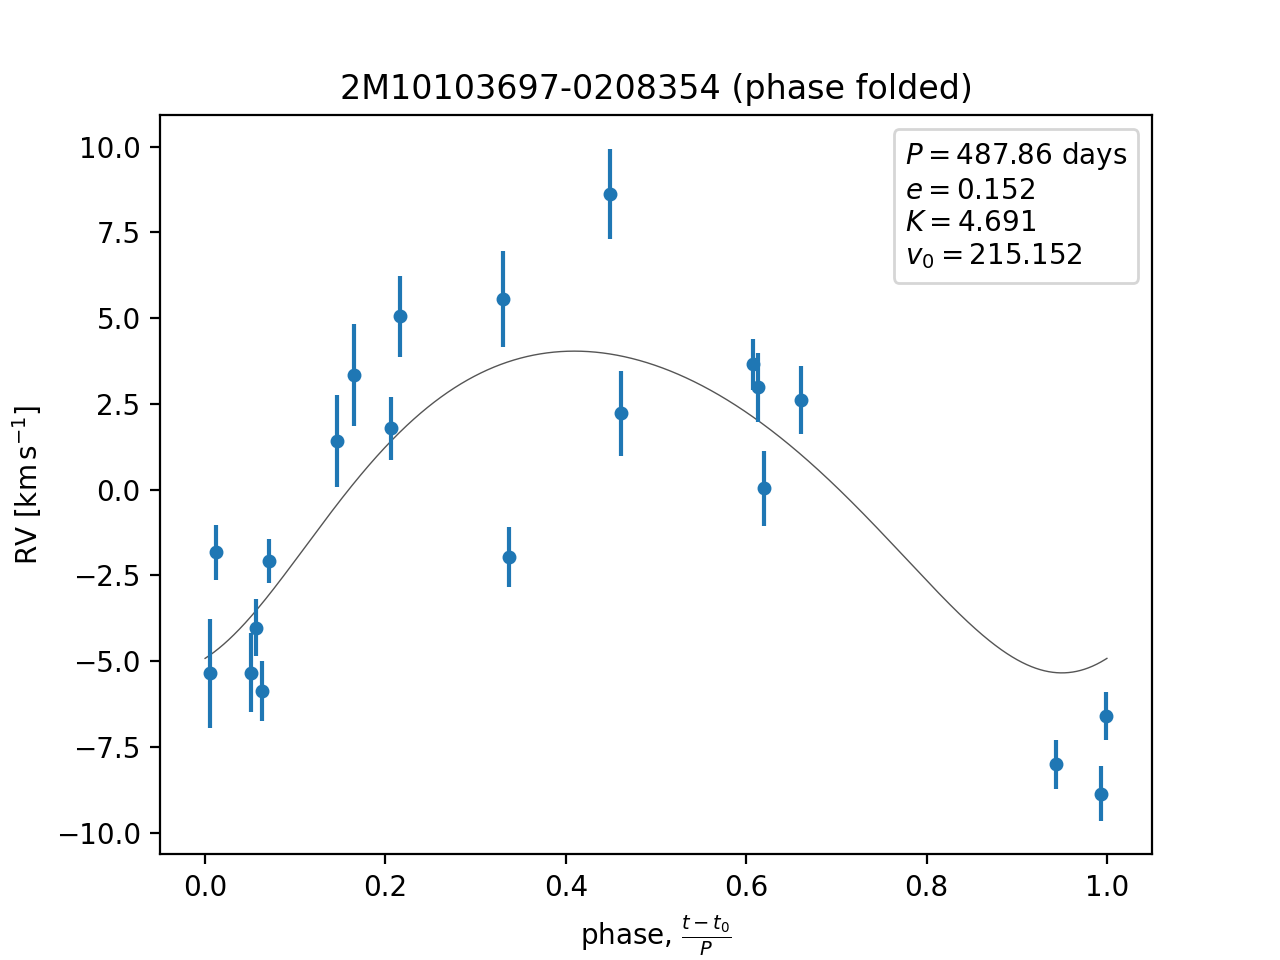 2M10103697-0208354 (phase folded)
P = 487.86 days
e = 0.152
K = 4.691
v₀ = 215.152
RV [km s⁻¹]
10.0
7.5
5.0
2.5
0.0
−2.5
−5.0
−7.5
−10.0
0.0 0.2 0.4 0.6 0.8 1.0
phase, (t − t₀)/P